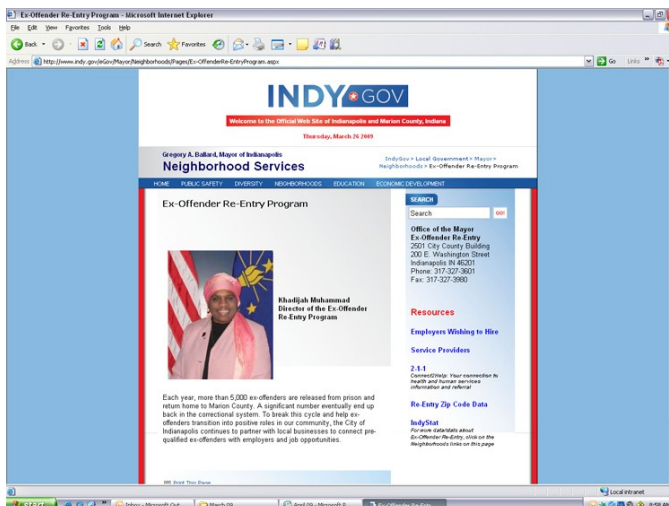 Ex-Offender Re-Entry Program - Microsoft Internet Explorer
File Edit View Favorites Tools Help
Back Search Favorites
Address http://www.indy.gov/eGov/Mayor/Neighborhoods/Pages/Ex-OffenderRe-EntryProgram.aspx Go Links
INDY GOV
Welcome to the Official Web Site of Indianapolis and Marion County, Indiana
Thursday, March 26 2009
Gregory A. Ballard, Mayor of Indianapolis
Neighborhood Services
IndyGov > Local Government > Mayor >
Neighborhoods > Ex-Offender Re-Entry Program
HOME PUBLIC SAFETY DIVERSITY NEIGHBORHOODS EDUCATION ECONOMIC DEVELOPMENT
Ex-Offender Re-Entry Program
Khadijah Muhammad
Director of the Ex-Offender
Re-Entry Program
Each year, more than 5,000 ex-offenders are released from prison and
return home to Marion County. A significant number eventually end up
back in the correctional system. To break this cycle and help ex-
offenders transition into positive roles in our community, the City of
Indianapolis continues to partner with local businesses to connect pre-
qualified ex-offenders with employers and job opportunities.
Print This Page
SEARCH
Search GO!
Office of the Mayor
Ex-Offender Re-Entry
2501 City County Building
200 E. Washington Street
Indianapolis IN 46201
Phone: 317-327-3601
Fax: 317-327-3980
Resources
Employers Wishing to Hire
Service Providers
2-1-1
Connect2Help: Your connection to
health and human services
information and referral
Re-Entry Zip Code Data
IndyStat
For more data/stats about
Ex-Offender Re-Entry, click on the
Neighborhoods links on this page
Local intranet
start Inbox - Microsoft Out... March 09 April 09 - Microsoft P... Ex-Offender Re-Entr... 9:58 AM